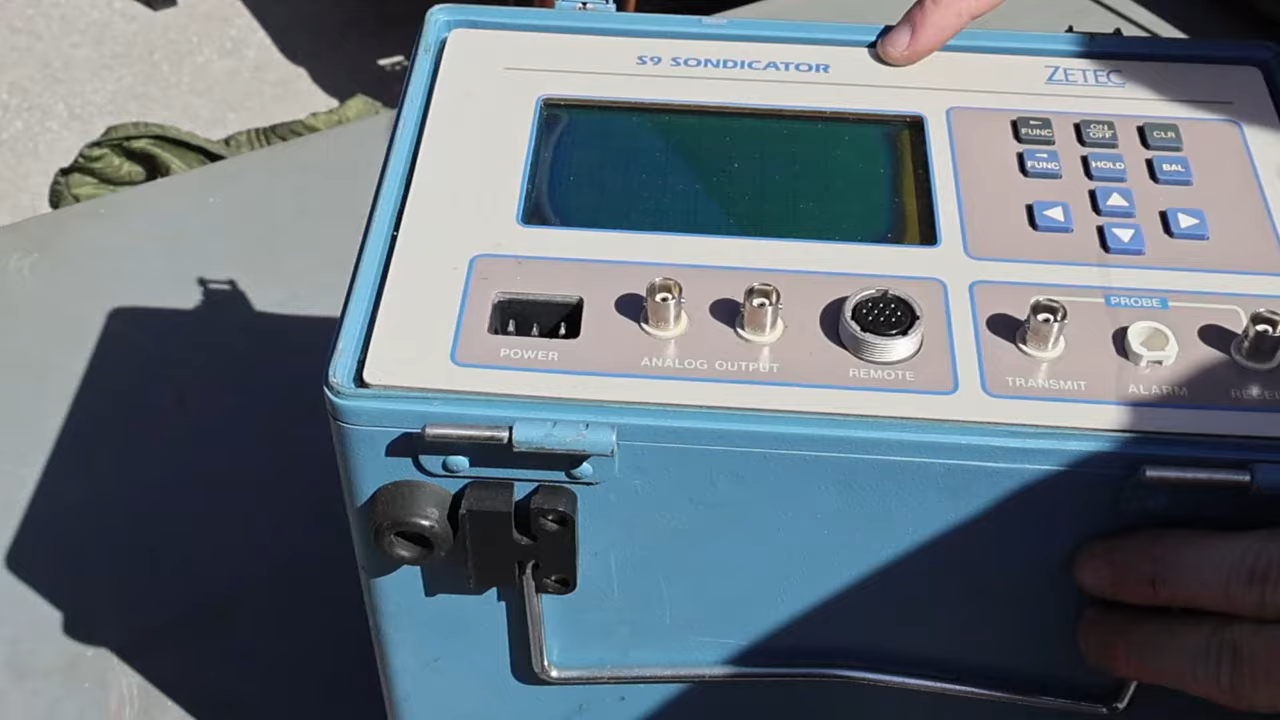 S9 SONDICATOR
ZETEC
FUNC
ON
OFF
CLR
FUNC
HOLD
BAL
PROBE
POWER
ANALOG OUTPUT
REMOTE
TRANSMIT
ALARM